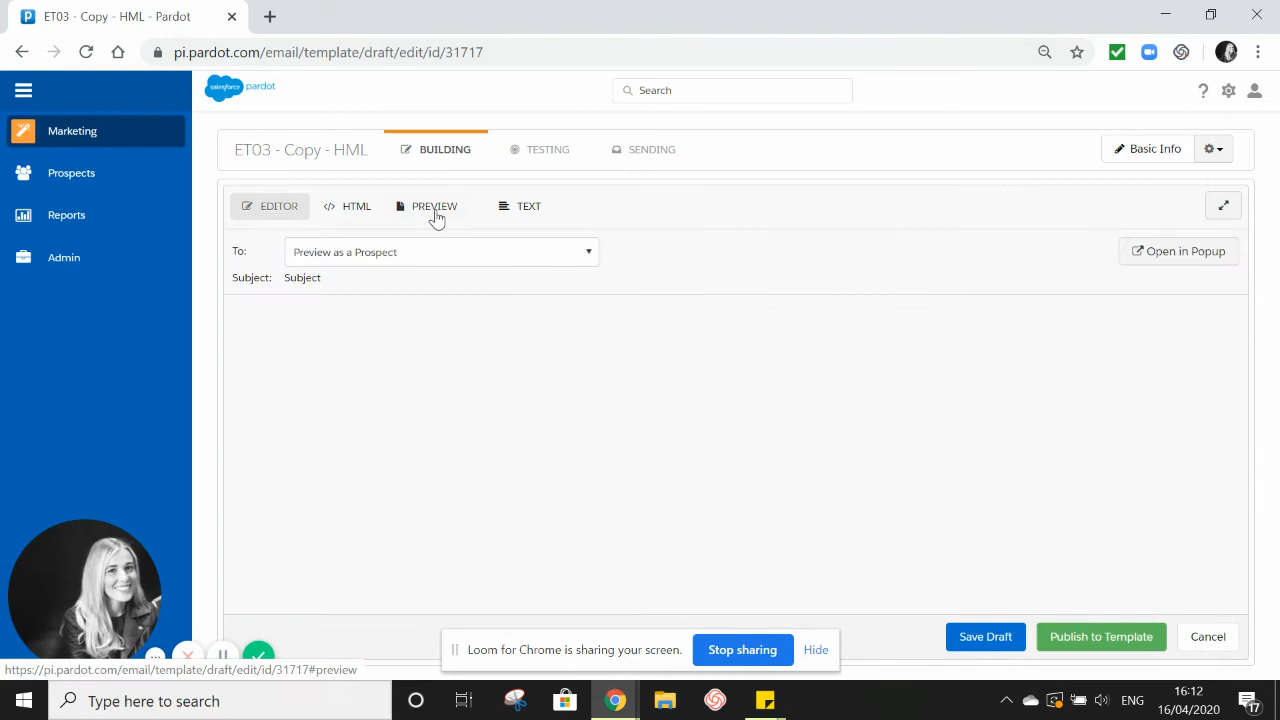 ET03 - Copy - HML - Pardot
pi.pardot.com/email/template/draft/edit/id/31717
salesforce pardot
Search
Marketing
Prospects
Reports
Admin
ET03 - Copy - HML
BUILDING
TESTING
SENDING
Basic Info
EDITOR
HTML
PREVIEW
TEXT
To:
Preview as a Prospect
Open in Popup
Subject: Subject
Save Draft
Publish to Template
Cancel
Loom for Chrome is sharing your screen.
Stop sharing
Hide
https://pi.pardot.com/email/template/draft/edit/id/31717#preview
Type here to search
ENG
16:12
16/04/2020
17